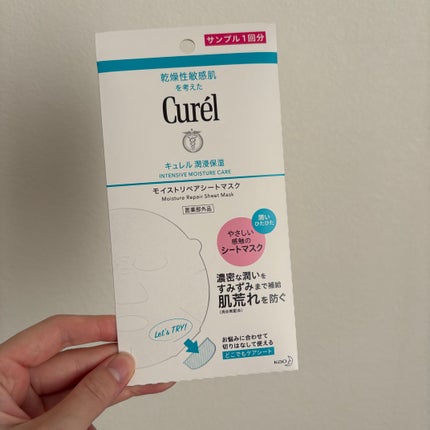 サンプル1回分
乾燥性敏感肌
を考えた
Curél
キュレル 潤浸保湿
INTENSIVE MOISTURE CARE
モイストリペアシートマスク
Moisture Repair Sheet Mask
医薬部外品
潤い
ひたひた
やさしい
感触の
シートマスク
濃密な潤いを
すみずみまで補給
肌荒れを防ぐ
Let's TRY!
お悩みに合わせて
切りはなして使える
どこでもケアシート
Kao